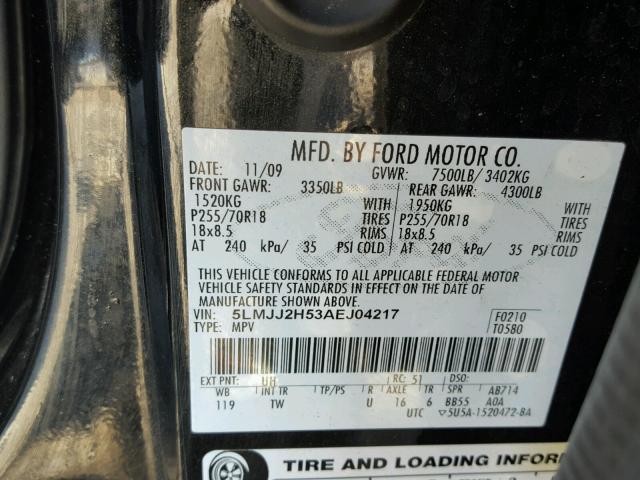 MFD. BY FORD MOTOR CO.
DATE: 11/09 GVWR: 7500LB/ 3402KG
FRONT GAWR: 3350LB REAR GAWR: 4300LB
1520KG WITH 1950KG WITH
P255/70R18 TIRES P255/70R18 TIRES
18x8.5 RIMS 18x8.5 RIMS
AT 240 kPa/ 35 PSI COLD AT 240 kPa/ 35 PSI COLD
THIS VEHICLE CONFORMS TO ALL APPLICABLE FEDERAL MOTOR
VEHICLE SAFETY STANDARDS IN EFFECT ON THE DATE OF
MANUFACTURE SHOWN ABOVE.
VIN: 5LMJJ2H53AEJ04217 F0210
TYPE: MPV T0580
EXT PNT: UH RC: 51 DSO:
WB INT TR TP/PS R AXLE TR SPR AB714
119 TW U 16 6 BB55 A0A
UTC ▽5U5A-1520472-BA
TIRE AND LOADING